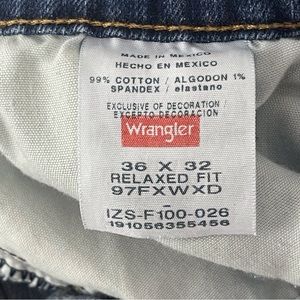 MADE IN MEXICO
HECHO EN MEXICO
99% COTTON / ALGODON 1%
SPANDEX / elastano
EXCLUSIVE OF DECORATION /
EXCEPTO DECORACION
Wrangler
36 X 32
RELAXED FIT
97FXWXD
IZS-F100-026
191056355456